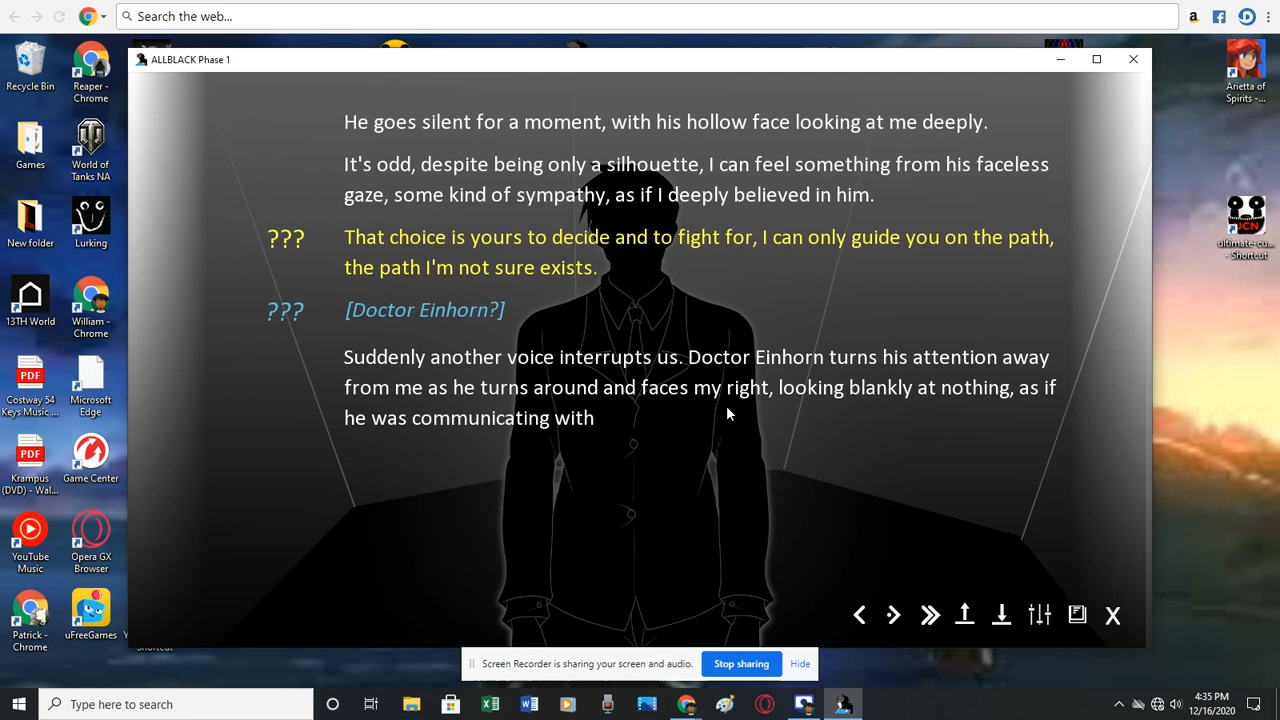 Search the web...
ALLBLACK Phase 1
He goes silent for a moment, with his hollow face looking at me deeply.
It's odd, despite being only a silhouette, I can feel something from his faceless
gaze, some kind of sympathy, as if I deeply believed in him.
??? That choice is yours to decide and to fight for, I can only guide you on the path,
the path I'm not sure exists.
??? [Doctor Einhorn?]
Suddenly another voice interrupts us. Doctor Einhorn turns his attention away
from me as he turns around and faces my right, looking blankly at nothing, as if
he was communicating with
Recycle Bin
Reaper -
Chrome
Games
World of
Tanks NA
New folder
Lurking
13TH World
William -
Chrome
Costway 54
Keys Music ...
Microsoft
Edge
Krampus
(DVD) - Wal...
Game Center
YouTube
Music
Opera GX
Browser
Patrick -
Chrome
uFreeGames
Arietta of
Spirits -...
ultimate-cu...
- Shortcut
Screen Recorder is sharing your screen and audio.
Stop sharing
Hide
Type here to search
4:35 PM
12/16/2020